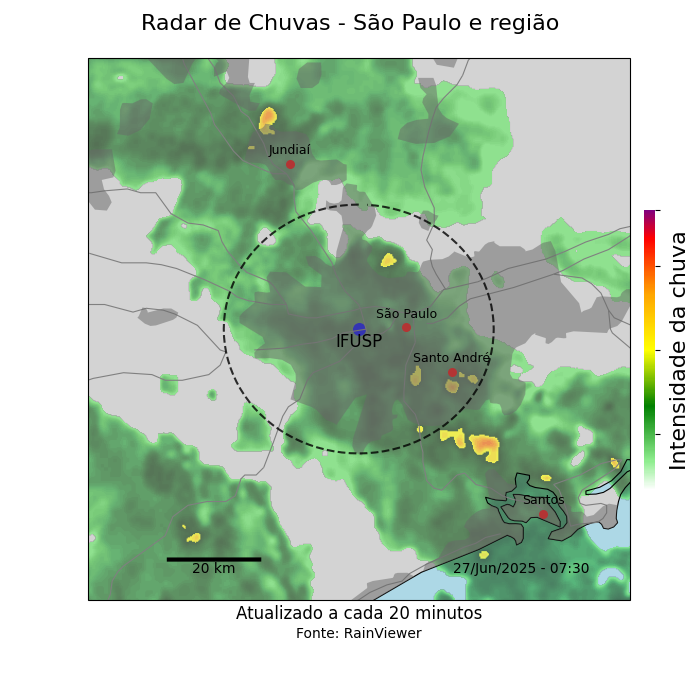 Radar de Chuvas - São Paulo e região
Jundiaí
São Paulo
IFUSP
Santo André
Santos
20 km
27/Jun/2025 - 07:30
Intensidade da chuva
Atualizado a cada 20 minutos
Fonte: RainViewer